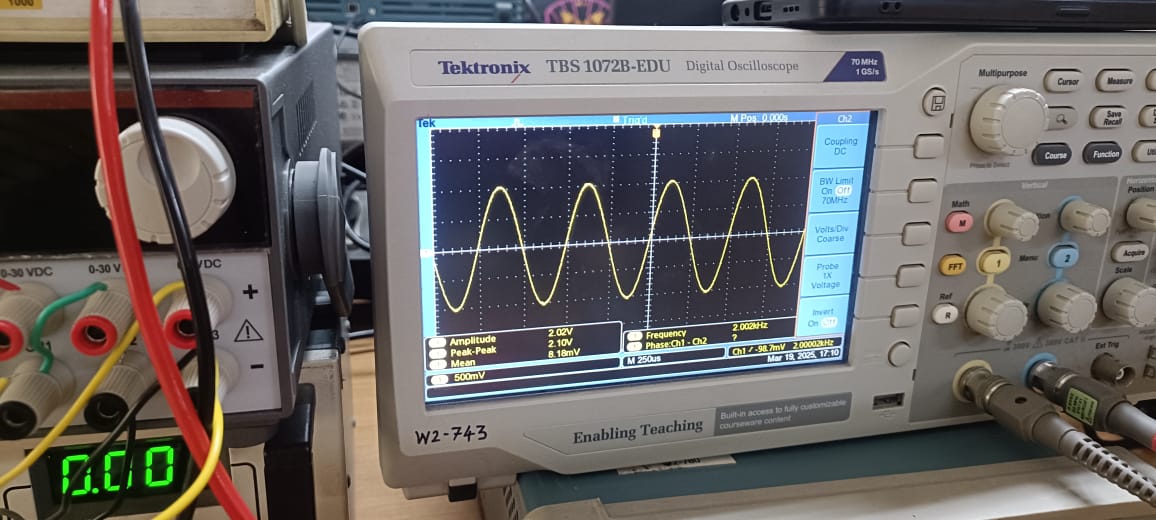 1000
Tektronix TBS 1072B-EDU Digital Oscilloscope
70 MHz
1 GS/s
Tek
Trig'd
M Pos: 0.000s
Ch2
Coupling
DC
BW Limit
On Off
70MHz
Volts/Div
Coarse
Probe
1X
Voltage
Invert
On Off
Amplitude 2.02V
Peak-Peak 2.10V
Mean 8.18mV
Frequency 2.002kHz
Phase:Ch1 - Ch2 ?
500mV
M 250us
Ch1 -98.7mV 2.00002kHz
Mar 19, 2025, 17:10
W2-743
Enabling Teaching
Built-in access to fully customizable
courseware content
Multipurpose
Cursor
Measure
Save
Recall
Course
Function
Push to Select
Vertical
Position
Math
M
FFT
1
Menu
2
Acquire
Ref
R
Scale
Ext Trig
0-30 VDC
0-30 V
VDC
+
-
0.00